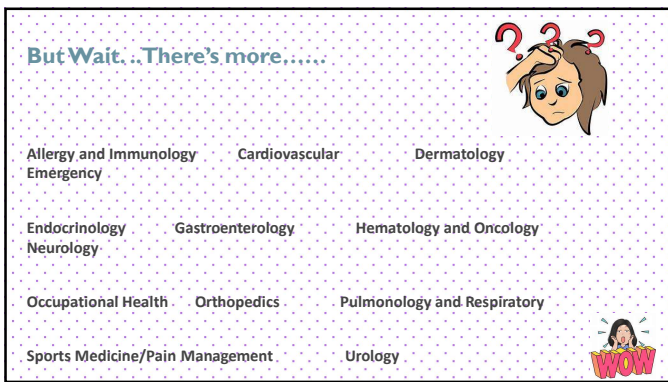 But Wait. ..There's more……
? ? ?
Allergy and Immunology Cardiovascular Dermatology
Emergency
Endocrinology Gastroenterology Hematology and Oncology
Neurology
Occupational Health Orthopedics Pulmonology and Respiratory
Sports Medicine/Pain Management Urology
WOW